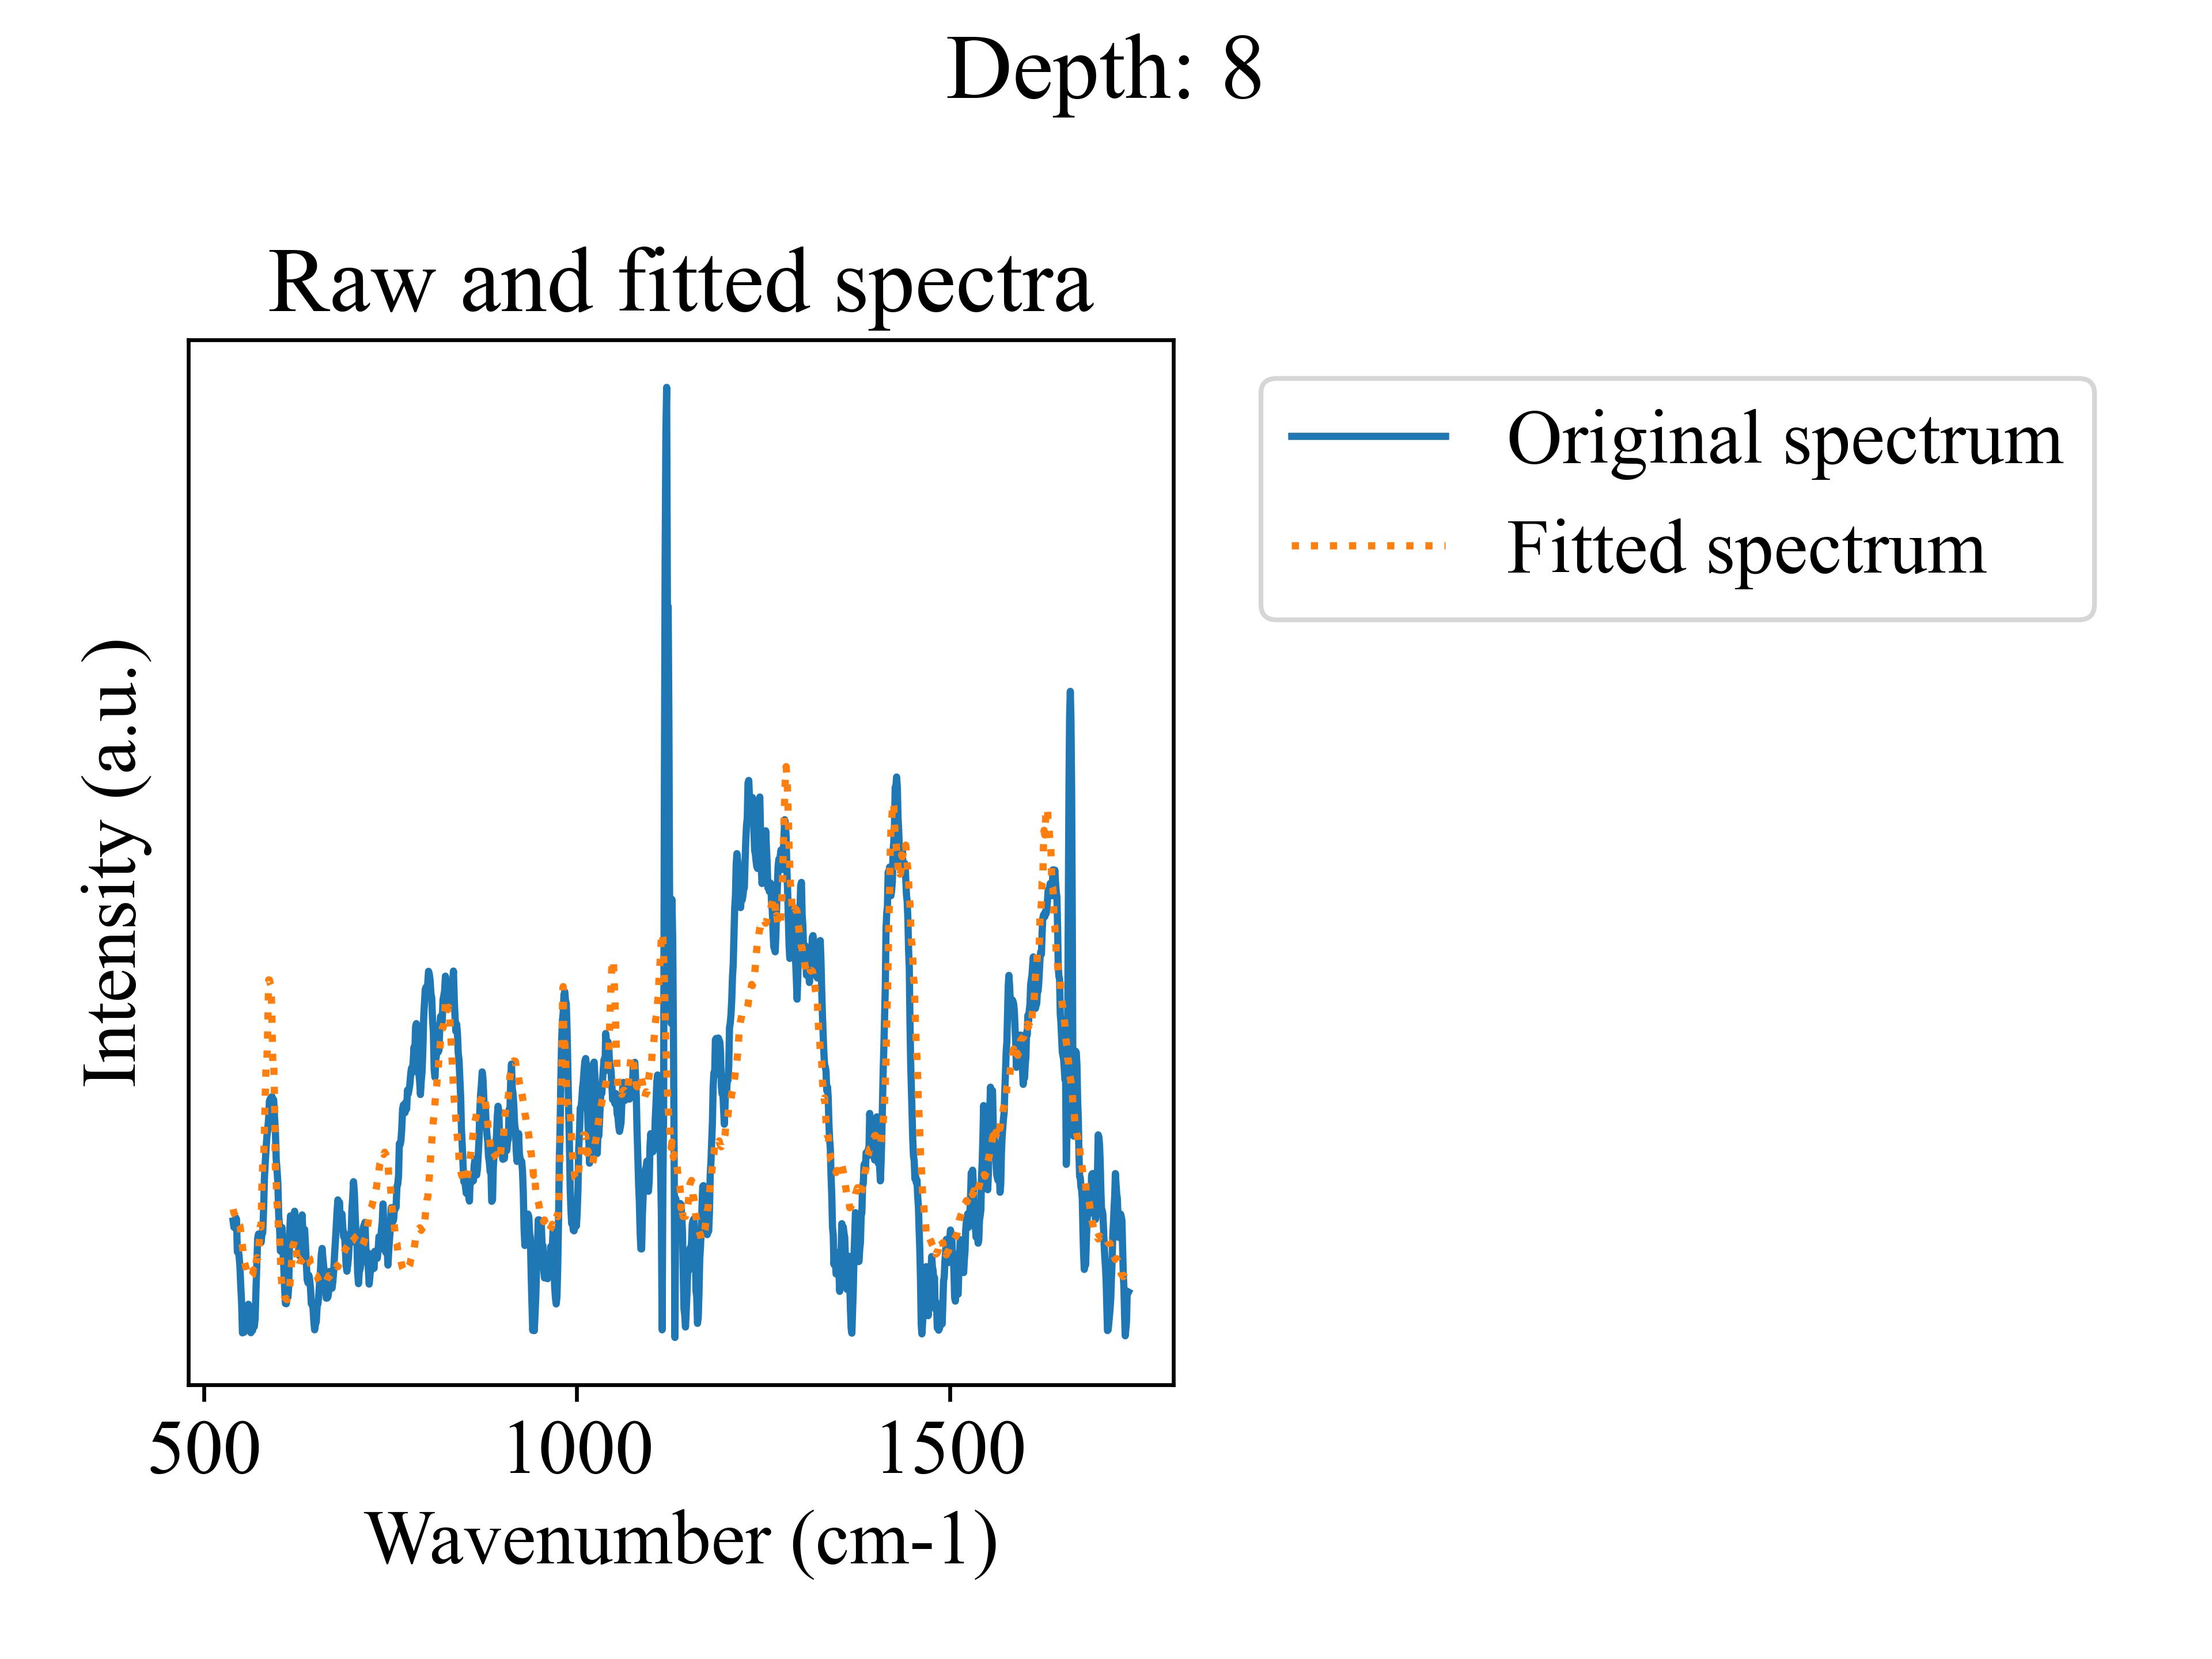 Depth: 8
Raw and fitted spectra
Original spectrum
Fitted spectrum
Intensity (a.u.)
500 1000 1500
Wavenumber (cm-1)